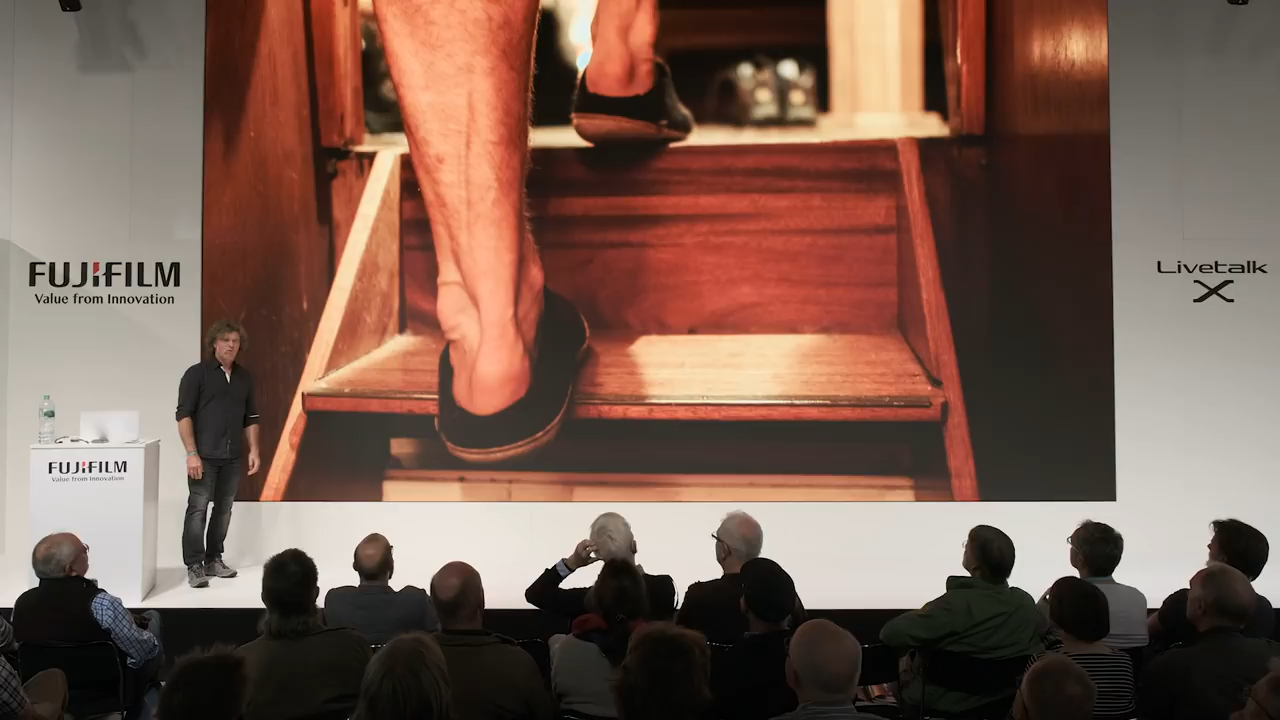 FUJIFILM
Value from Innovation
Livetalk
X
FUJIFILM
Value from Innovation